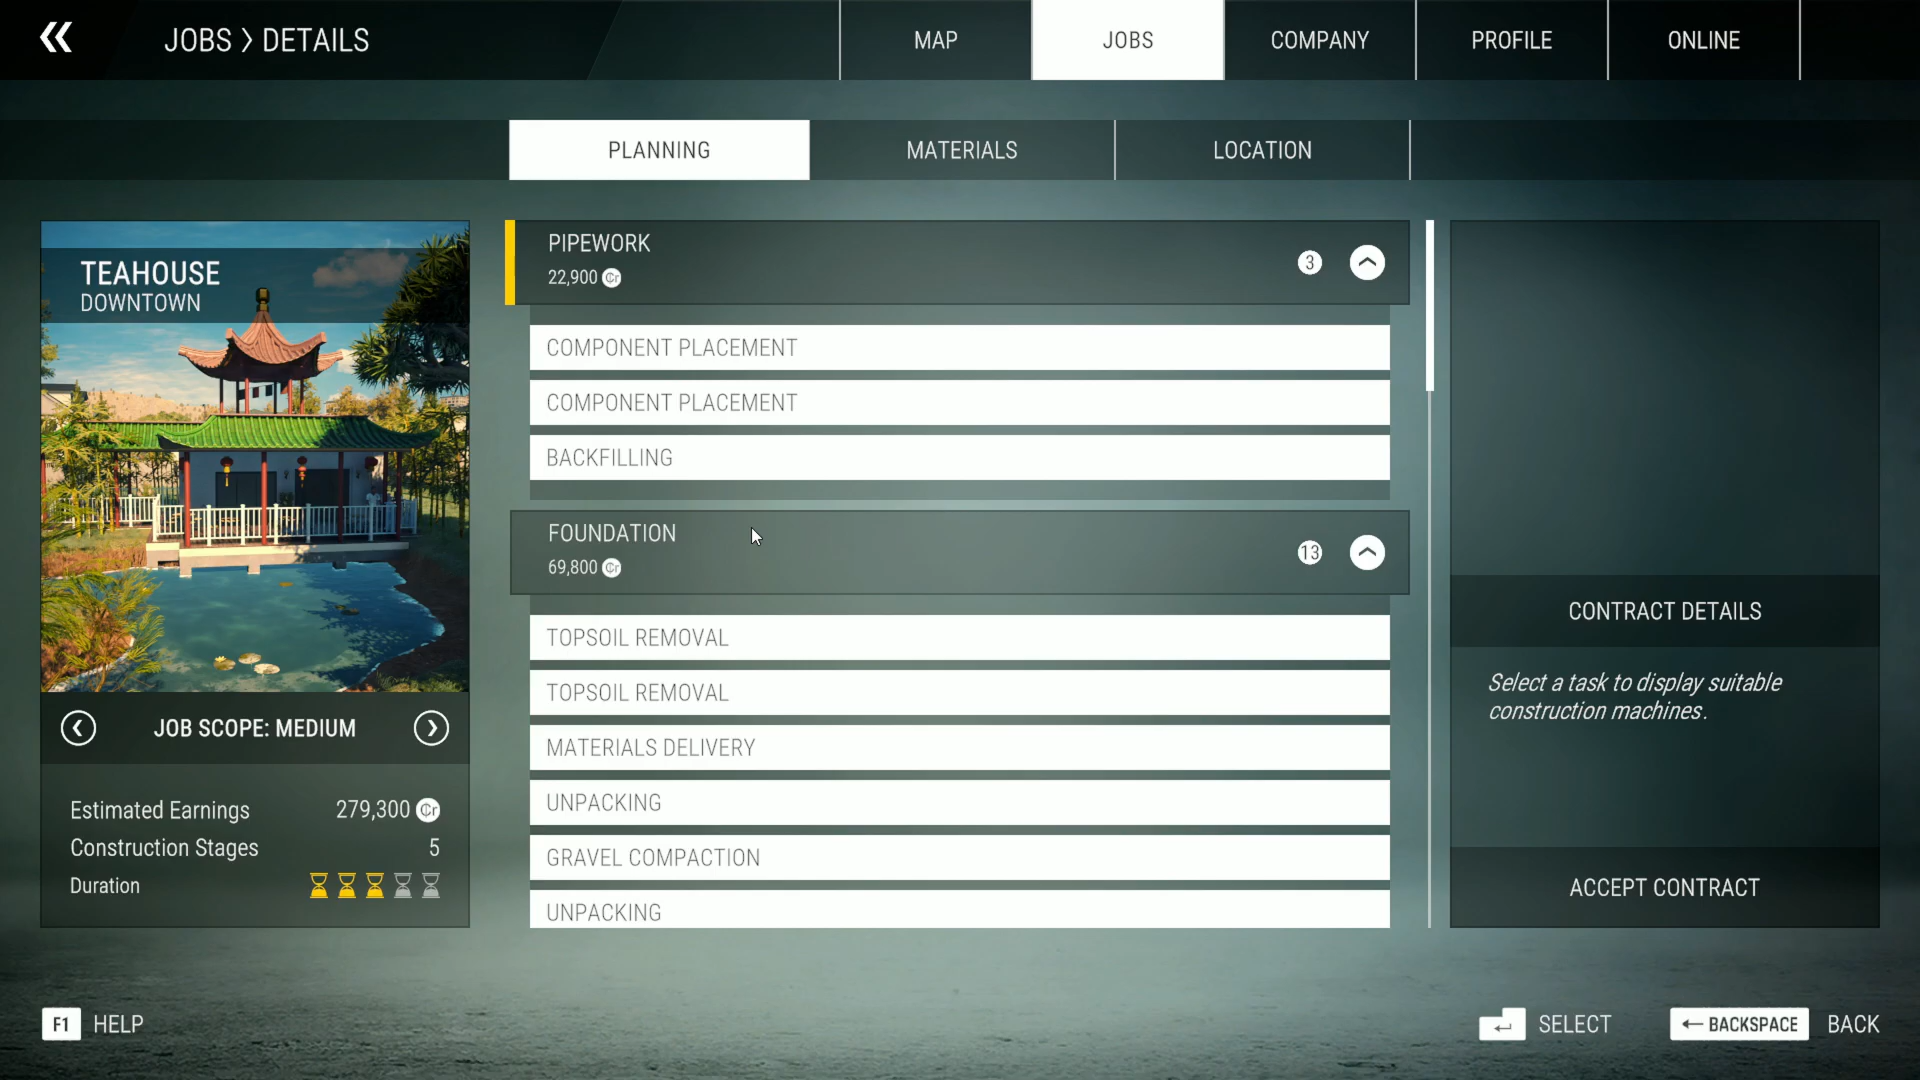 JOBS > DETAILS
MAP
JOBS
COMPANY
PROFILE
ONLINE
PLANNING
MATERIALS
LOCATION
TEAHOUSE
DOWNTOWN
JOB SCOPE: MEDIUM
Estimated Earnings 279,300 Cr
Construction Stages 5
Duration
PIPEWORK
22,900 Cr
3
COMPONENT PLACEMENT
COMPONENT PLACEMENT
BACKFILLING
FOUNDATION
69,800 Cr
13
TOPSOIL REMOVAL
TOPSOIL REMOVAL
MATERIALS DELIVERY
UNPACKING
GRAVEL COMPACTION
UNPACKING
CONTRACT DETAILS
Select a task to display suitable
construction machines.
ACCEPT CONTRACT
F1 HELP
SELECT
← BACKSPACE BACK